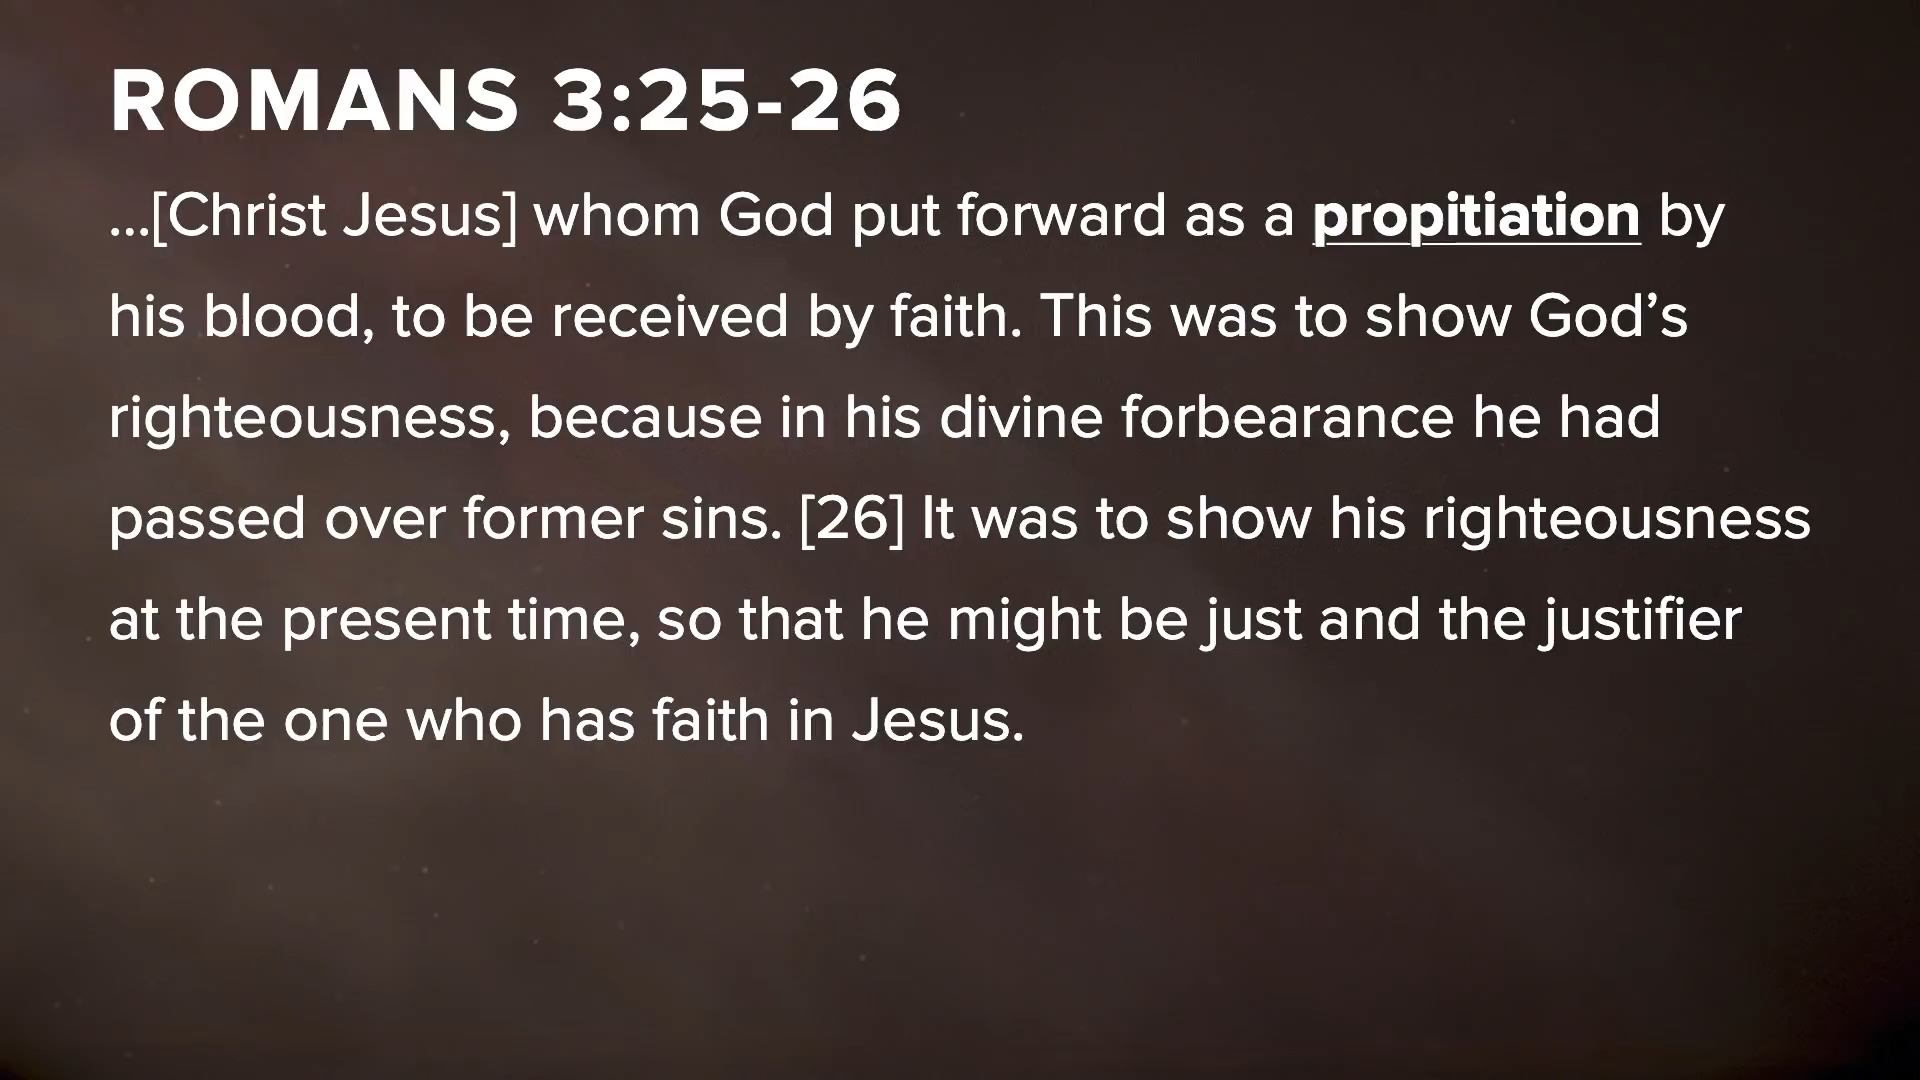 ROMANS 3:25-26
...[Christ Jesus] whom God put forward as a propitiation by
his blood, to be received by faith. This was to show God’s
righteousness, because in his divine forbearance he had
passed over former sins. [26] It was to show his righteousness
at the present time, so that he might be just and the justifier
of the one who has faith in Jesus.